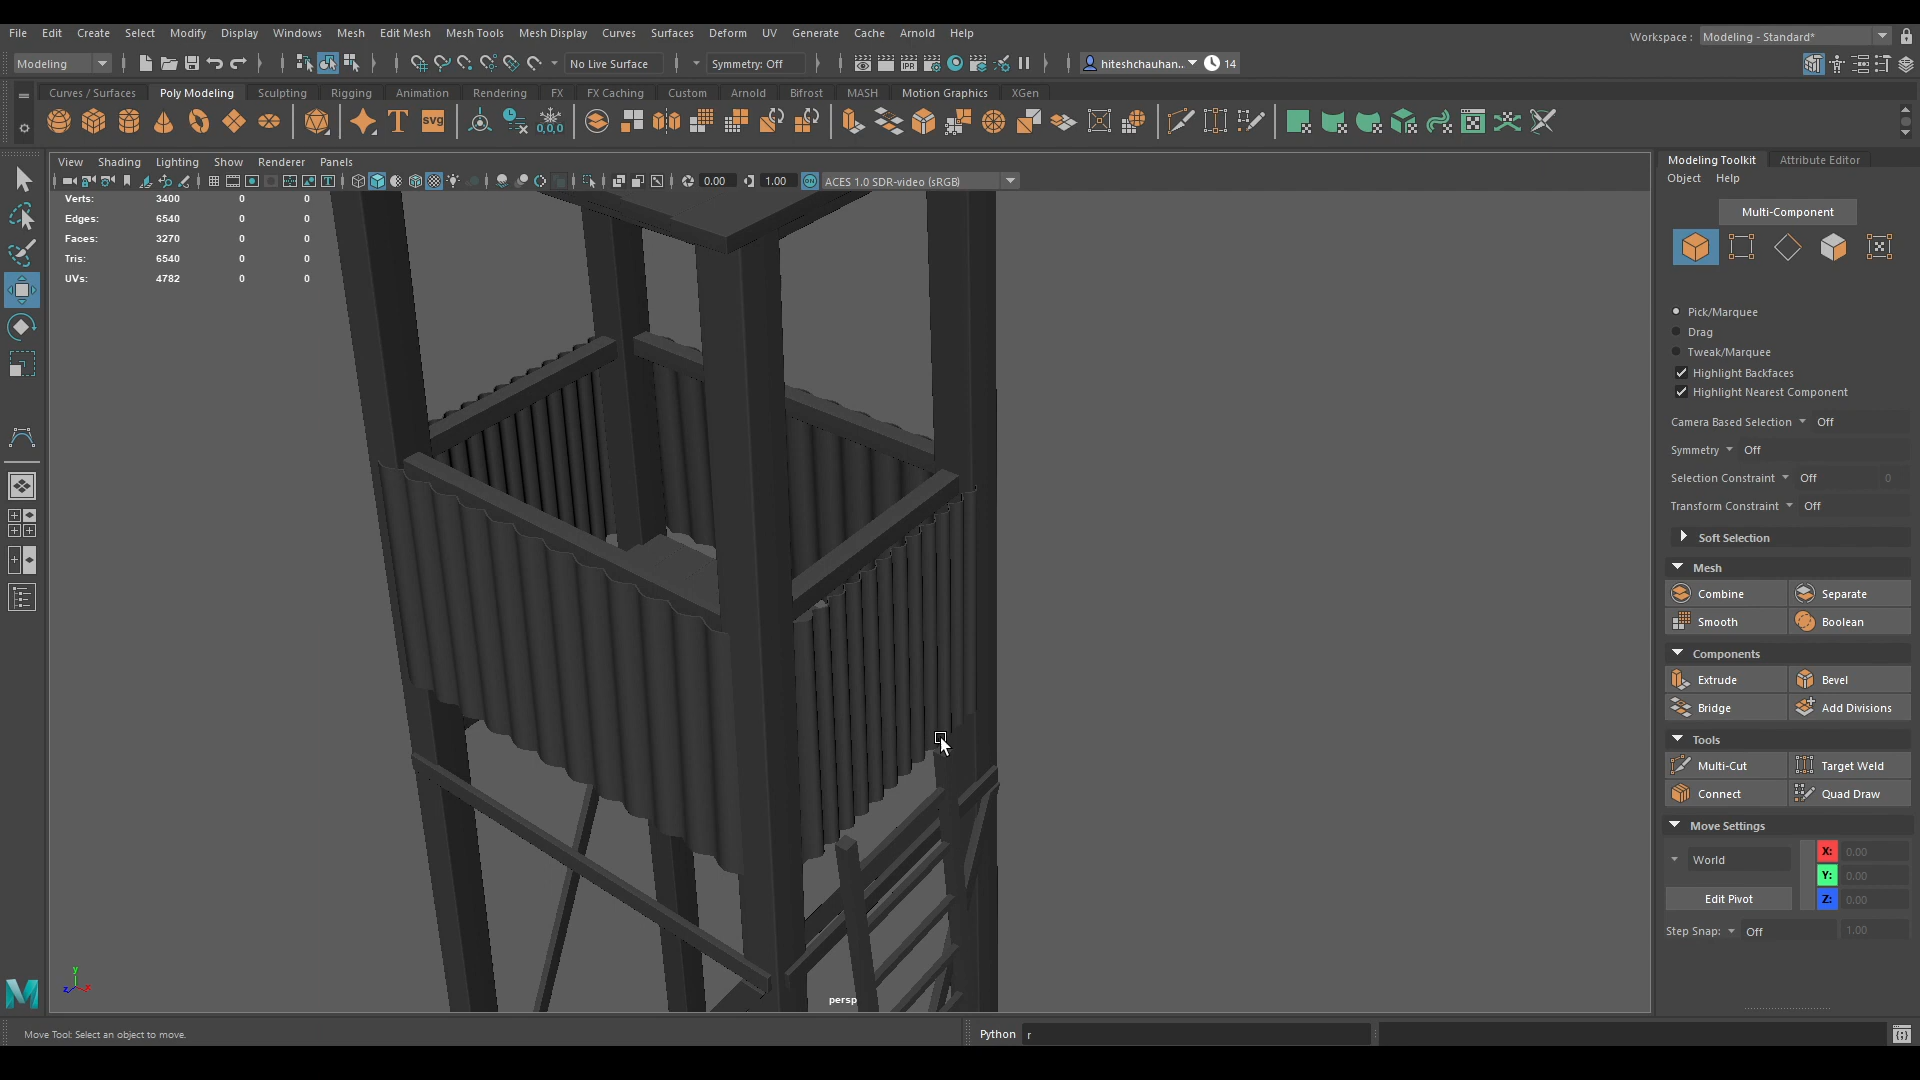 File Edit Create Select Modify Display Windows Mesh Edit Mesh Mesh Tools Mesh Display Curves Surfaces Deform UV Generate Cache Arnold Help
Workspace : Modeling - Standard*
Modeling No Live Surface Symmetry: Off hiteshchauhan... 14
Curves / Surfaces Poly Modeling Sculpting Rigging Animation Rendering FX FX Caching Custom Arnold Bifrost MASH Motion Graphics XGen
T svg 0,0,0
View Shading Lighting Show Renderer Panels
0.00 1.00 ON ACES 1.0 SDR-video (sRGB)
Verts: 3400 0 0
Edges: 6540 0 0
Faces: 3270 0 0
Tris: 6540 0 0
UVs: 4782 0 0
y
z x
persp
Modeling Toolkit Attribute Editor
Object Help
Multi-Component
Pick/Marquee
Drag
Tweak/Marquee
Highlight Backfaces
Highlight Nearest Component
Camera Based Selection Off
Symmetry Off
Selection Constraint Off 0
Transform Constraint Off
Soft Selection
Mesh
Combine Separate
Smooth Boolean
Components
Extrude Bevel
Bridge Add Divisions
Tools
Multi-Cut Target Weld
Connect Quad Draw
Move Settings
World X: 0.00
Y: 0.00
Edit Pivot Z: 0.00
Step Snap: Off 1.00
Move Tool: Select an object to move. Python r